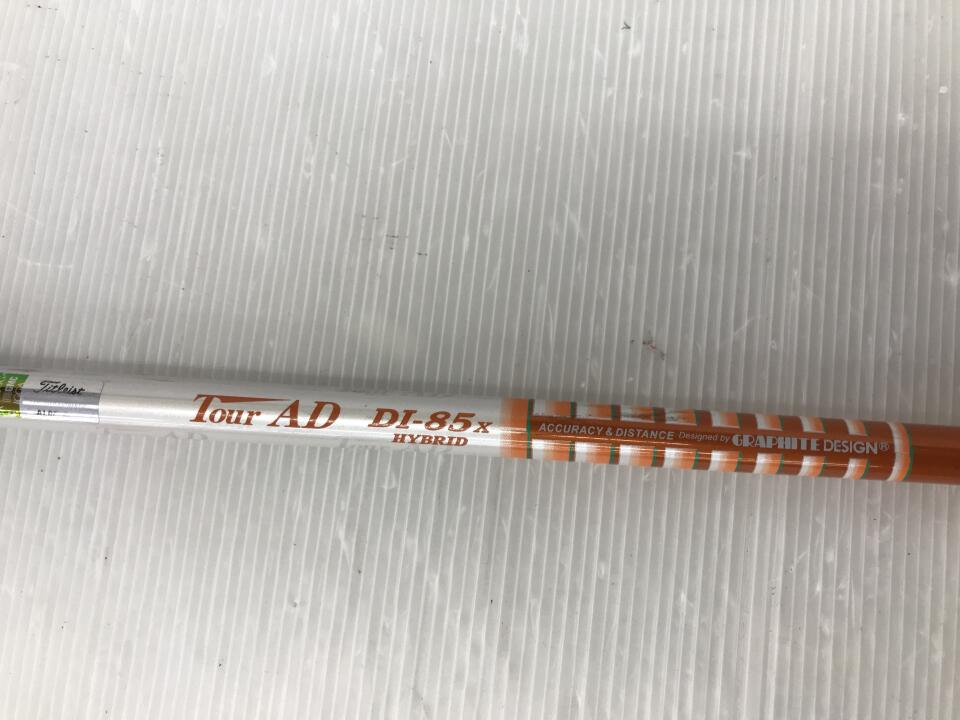 Titleist
Tour AD DI-85x
HYBRID
ACCURACY & DISTANCE Designed by GRAPHITE DESIGN®